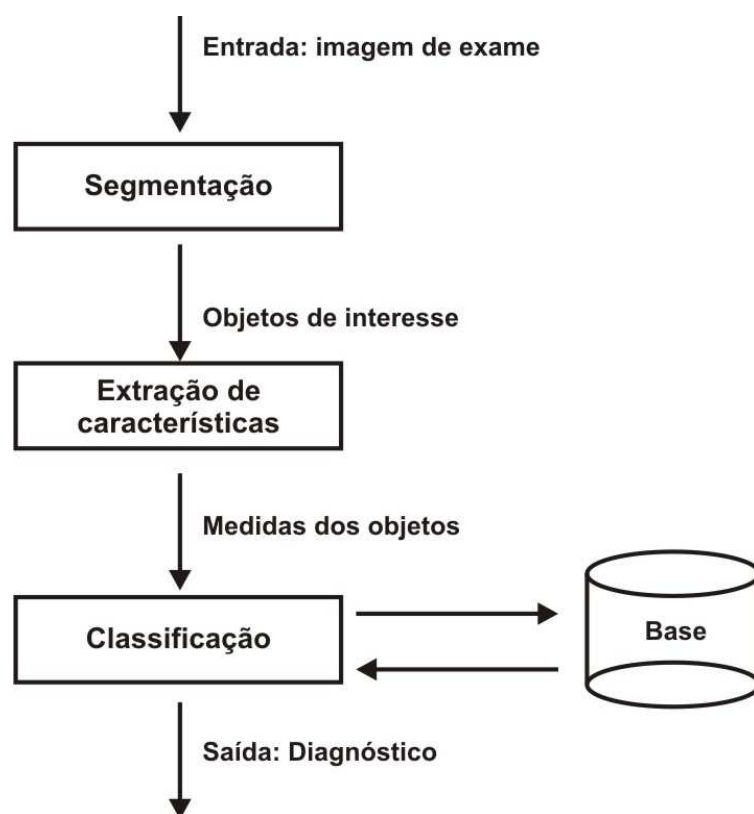 Entrada: imagem de exame
Segmentação
Objetos de interesse
Extração de
características
Medidas dos objetos
Classificação
Base
Saída: Diagnóstico